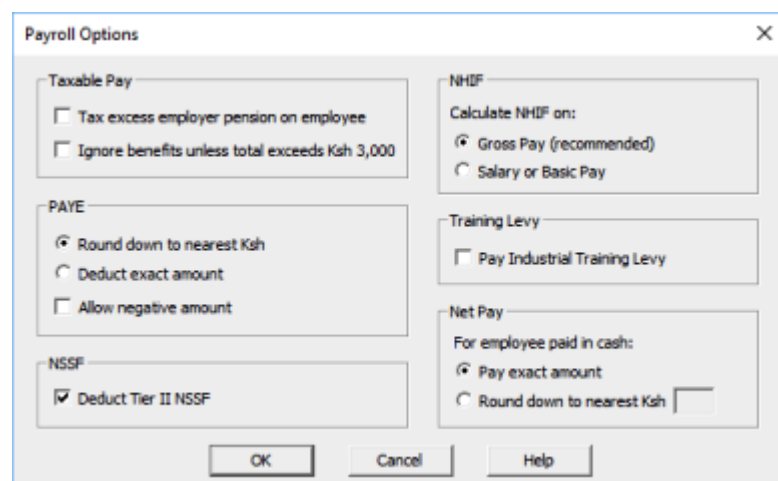 Payroll Options
Taxable Pay
Tax excess employer pension on employee
Ignore benefits unless total exceeds Ksh 3,000
PAYE
Round down to nearest Ksh
Deduct exact amount
Allow negative amount
NSSF
Deduct Tier II NSSF
NHIF
Calculate NHIF on:
Gross Pay (recommended)
Salary or Basic Pay
Training Levy
Pay Industrial Training Levy
Net Pay
For employee paid in cash:
Pay exact amount
Round down to nearest Ksh
OK
Cancel
Help